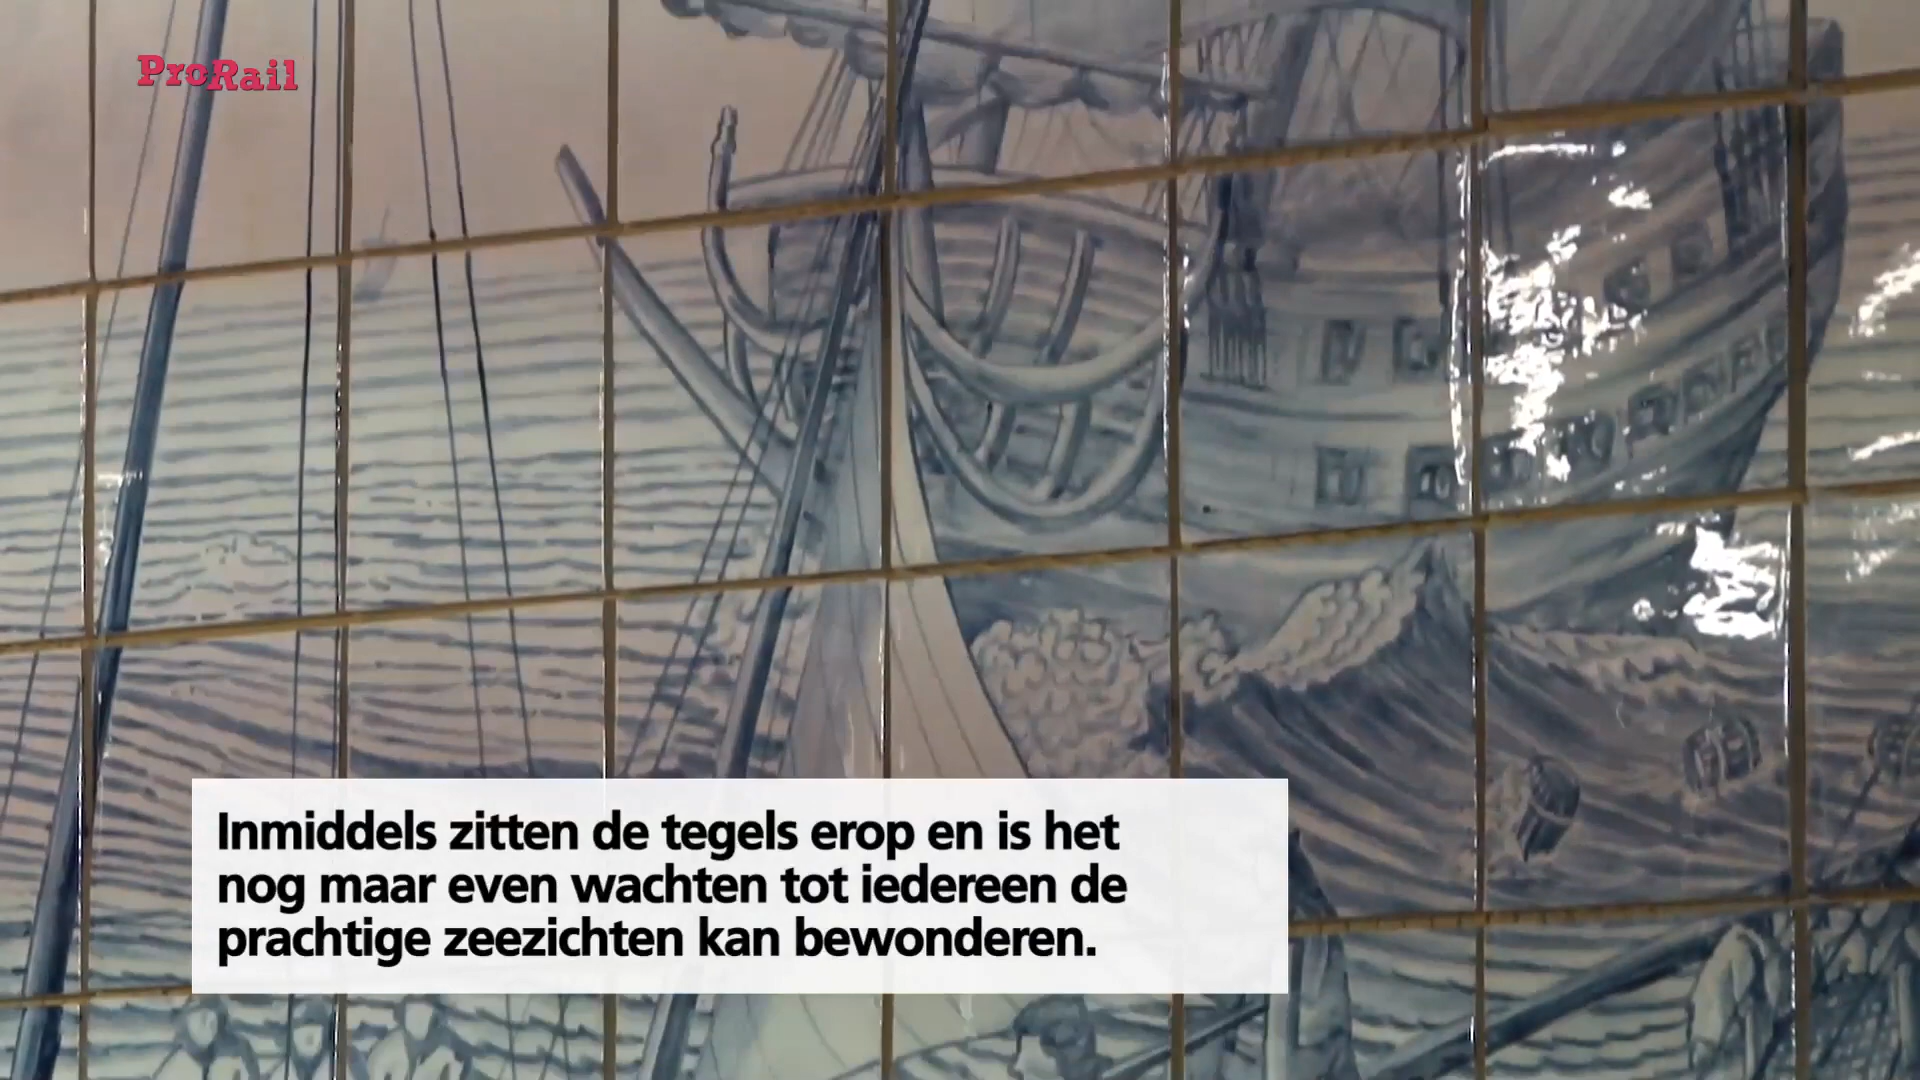 ProRail
Inmiddels zitten de tegels erop en is het
nog maar even wachten tot iedereen de
prachtige zeezichten kan bewonderen.